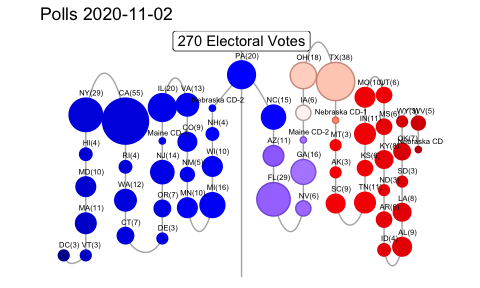 Polls 2020-11-02
270 Electoral Votes
PA(20)
OH(18)
TX(38)
NY(29)
CA(55)
IL(20)
VA(13)
Nebraska CD-2
NC(15)
IA(6)
Nebraska CD-1
MO(10)
UT(6)
MS(6)
WY(3)
WV(5)
HI(4)
RI(4)
Maine CD
CO(9)
NH(4)
AZ(11)
Maine CD-2
MT(3)
IN(11)
KY(8)
OK(7)
Nebraska CD
MD(10)
WA(12)
NJ(14)
NM(5)
WI(10)
FL(29)
GA(16)
AK(3)
KS(6)
ND(3)
SD(3)
MA(11)
CT(7)
OR(7)
MN(10)
MI(16)
NV(6)
SC(9)
TN(11)
AR(6)
LA(8)
DC(3)
VT(3)
DE(3)
ID(4)
AL(9)